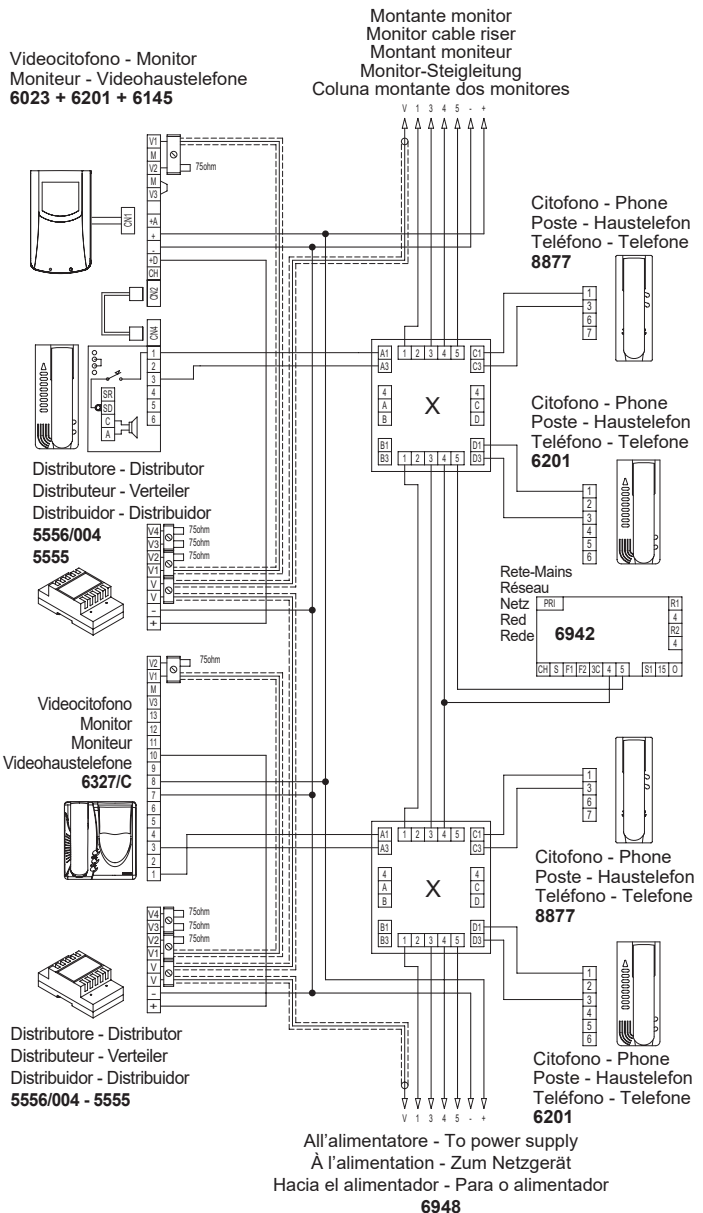 Montante monitor
Monitor cable riser
Montant moniteur
Monitor-Steigleitung
Coluna montante dos monitores
V 1 3 4 5 - +
Videocitofono - Monitor
Moniteur - Videohaustelefone
6023 + 6201 + 6145
V1
M
V2
75ohm
M
V3
+A
+
-
+D
CH
CN1
CN2
CN4
1
2
3
4
5
6
SR
SD
C
A
Citofono - Phone
Poste - Haustelefon
Teléfono - Telefone
8877
1
3
6
7
A1 1 2 3 4 5 C1
A3 C3
4 4
A X C
B D
B1 D1
B3 1 2 3 4 5 D3
Citofono - Phone
Poste - Haustelefon
Teléfono - Telefone
6201
1
2
3
4
5
6
Distributore - Distributor
Distributeur - Verteiler
Distribuidor - Distribuidor
5556/004
5555
V4 75ohm
V3 75ohm
V2 75ohm
V1
V
V
-
+
Rete-Mains
Réseau
Netz
Red
Rede
PRI 6942 R1
4
R2
4
CH S F1 F2 3C 4 5 S1 15 O
V2 75ohm
V1
M
V3
13
12
11
10
9
8
7
6
5
4
3
2
1
Videocitofono
Monitor
Moniteur
Videohaustelefone
6327/C
1
3
6
7
Citofono - Phone
Poste - Haustelefon
Teléfono - Telefone
8877
A1 1 2 3 4 5 C1
A3 C3
4 4
A X C
B D
B1 D1
B3 1 2 3 4 5 D3
V4 75ohm
V3 75ohm
V2 75ohm
V1
V
V
-
+
Distributore - Distributor
Distributeur - Verteiler
Distribuidor - Distribuidor
5556/004 - 5555
1
2
3
4
5
6
Citofono - Phone
Poste - Haustelefon
Teléfono - Telefone
6201
V 1 3 4 5 - +
All'alimentatore - To power supply
À l'alimentation - Zum Netzgerät
Hacia el alimentador - Para o alimentador
6948